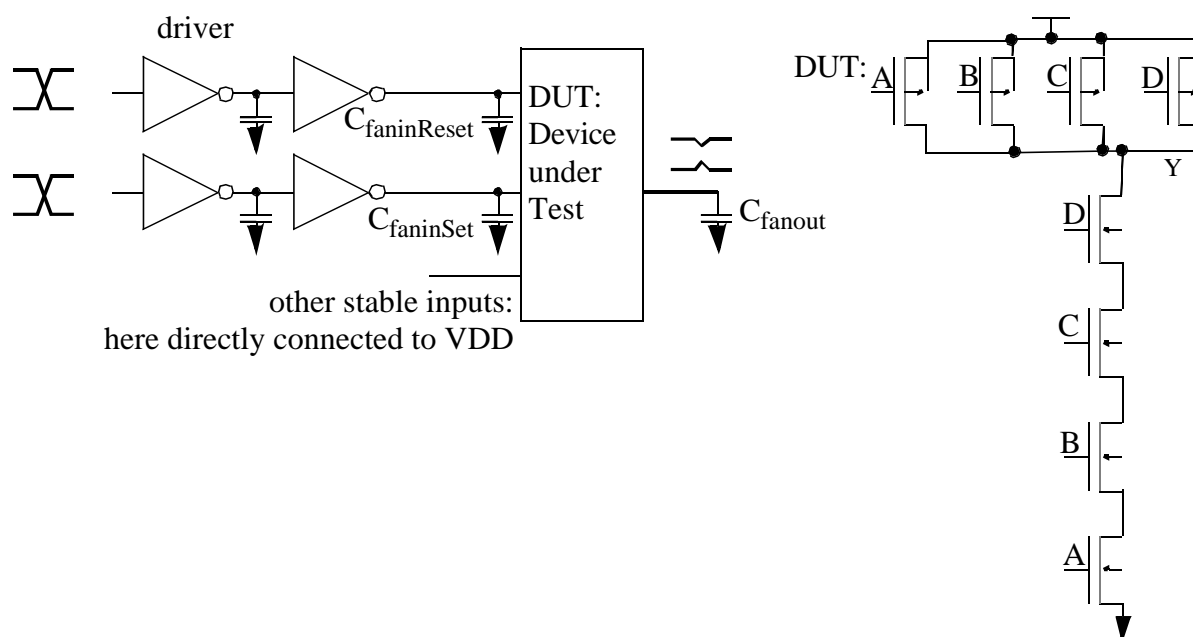 driver
C_faninReset
C_faninSet
DUT:
Device
under
Test
C_fanout
other stable inputs:
here directly connected to VDD
DUT:
A
B
C
D
Y
D
C
B
A